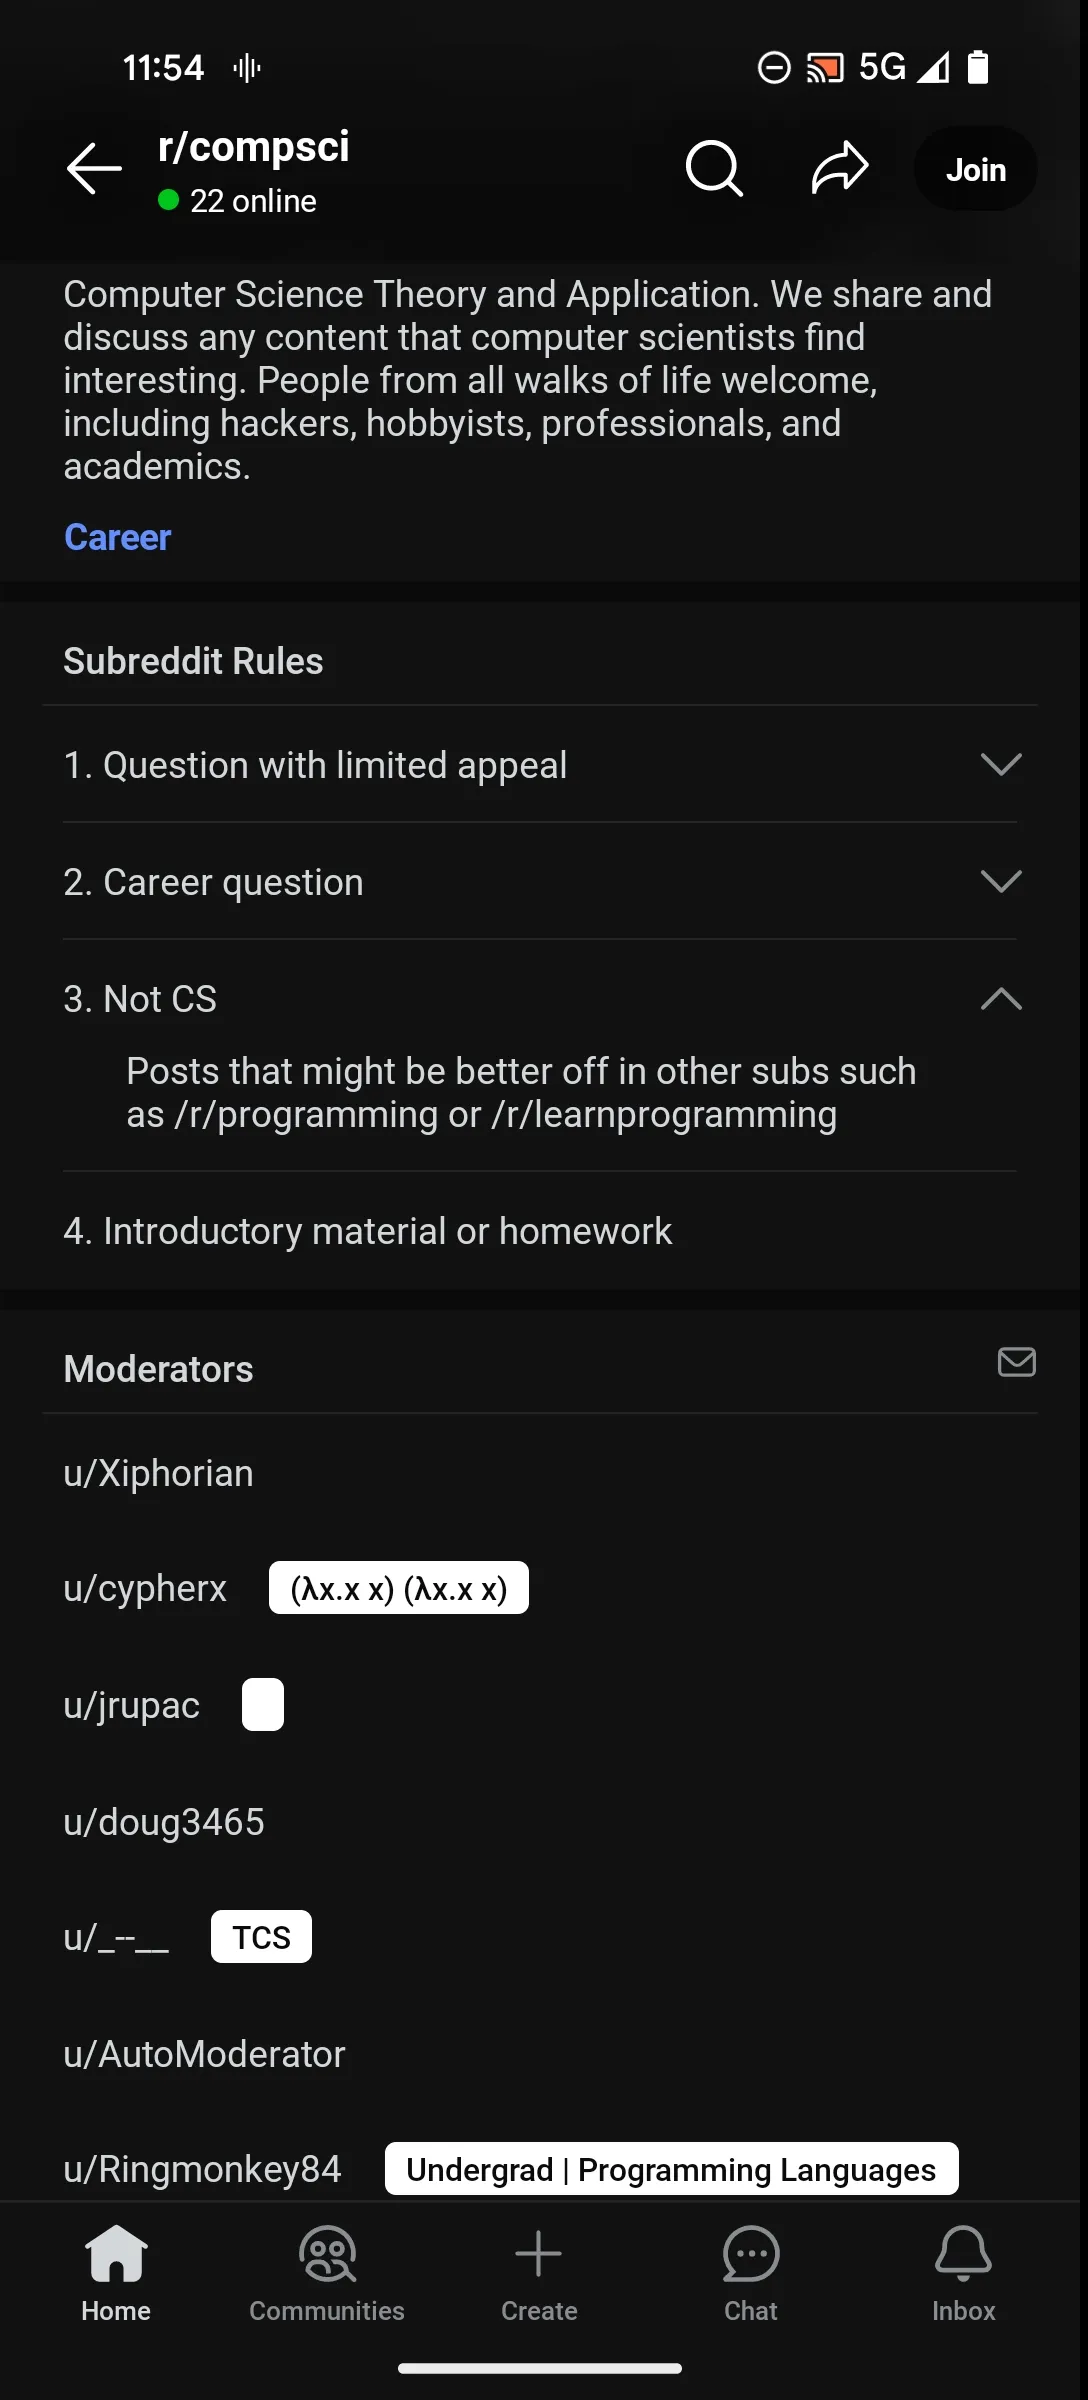 11:54
5G
r/compsci
22 online
Join
Computer Science Theory and Application. We share and
discuss any content that computer scientists find
interesting. People from all walks of life welcome,
including hackers, hobbyists, professionals, and
academics.
Career
Subreddit Rules
1. Question with limited appeal
2. Career question
3. Not CS
Posts that might be better off in other subs such
as /r/programming or /r/learnprogramming
4. Introductory material or homework
Moderators
u/Xiphorian
u/cypherx (λx.x x) (λx.x x)
u/jrupac
u/doug3465
u/_--__ TCS
u/AutoModerator
u/Ringmonkey84 Undergrad | Programming Languages
Home
Communities
Create
Chat
Inbox